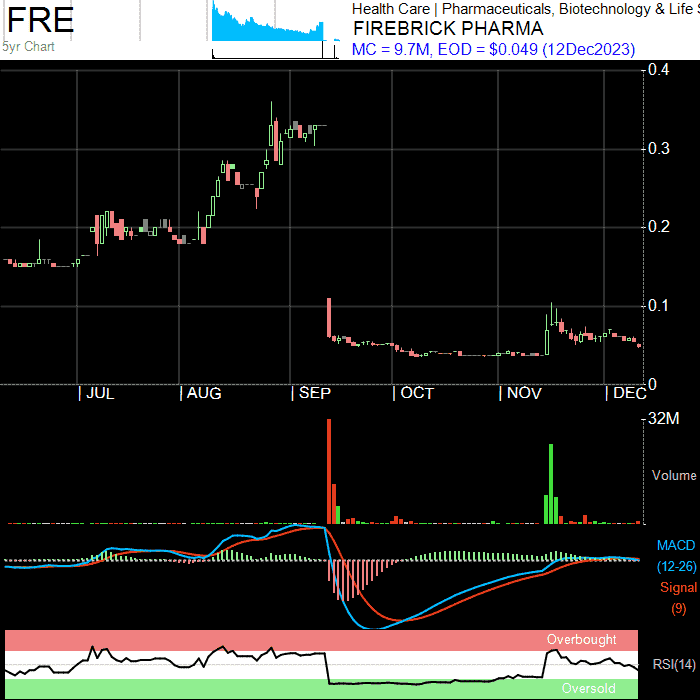 FRE
5yr Chart
Health Care | Pharmaceuticals, Biotechnology & Life S
FIREBRICK PHARMA
MC = 9.7M, EOD = $0.049 (12Dec2023)
0.4
0.3
0.2
0.1
0
| JUL | AUG | SEP | OCT | NOV | DEC
32M
Volume
MACD
(12-26)
Signal
(9)
Overbought
RSI(14)
Oversold